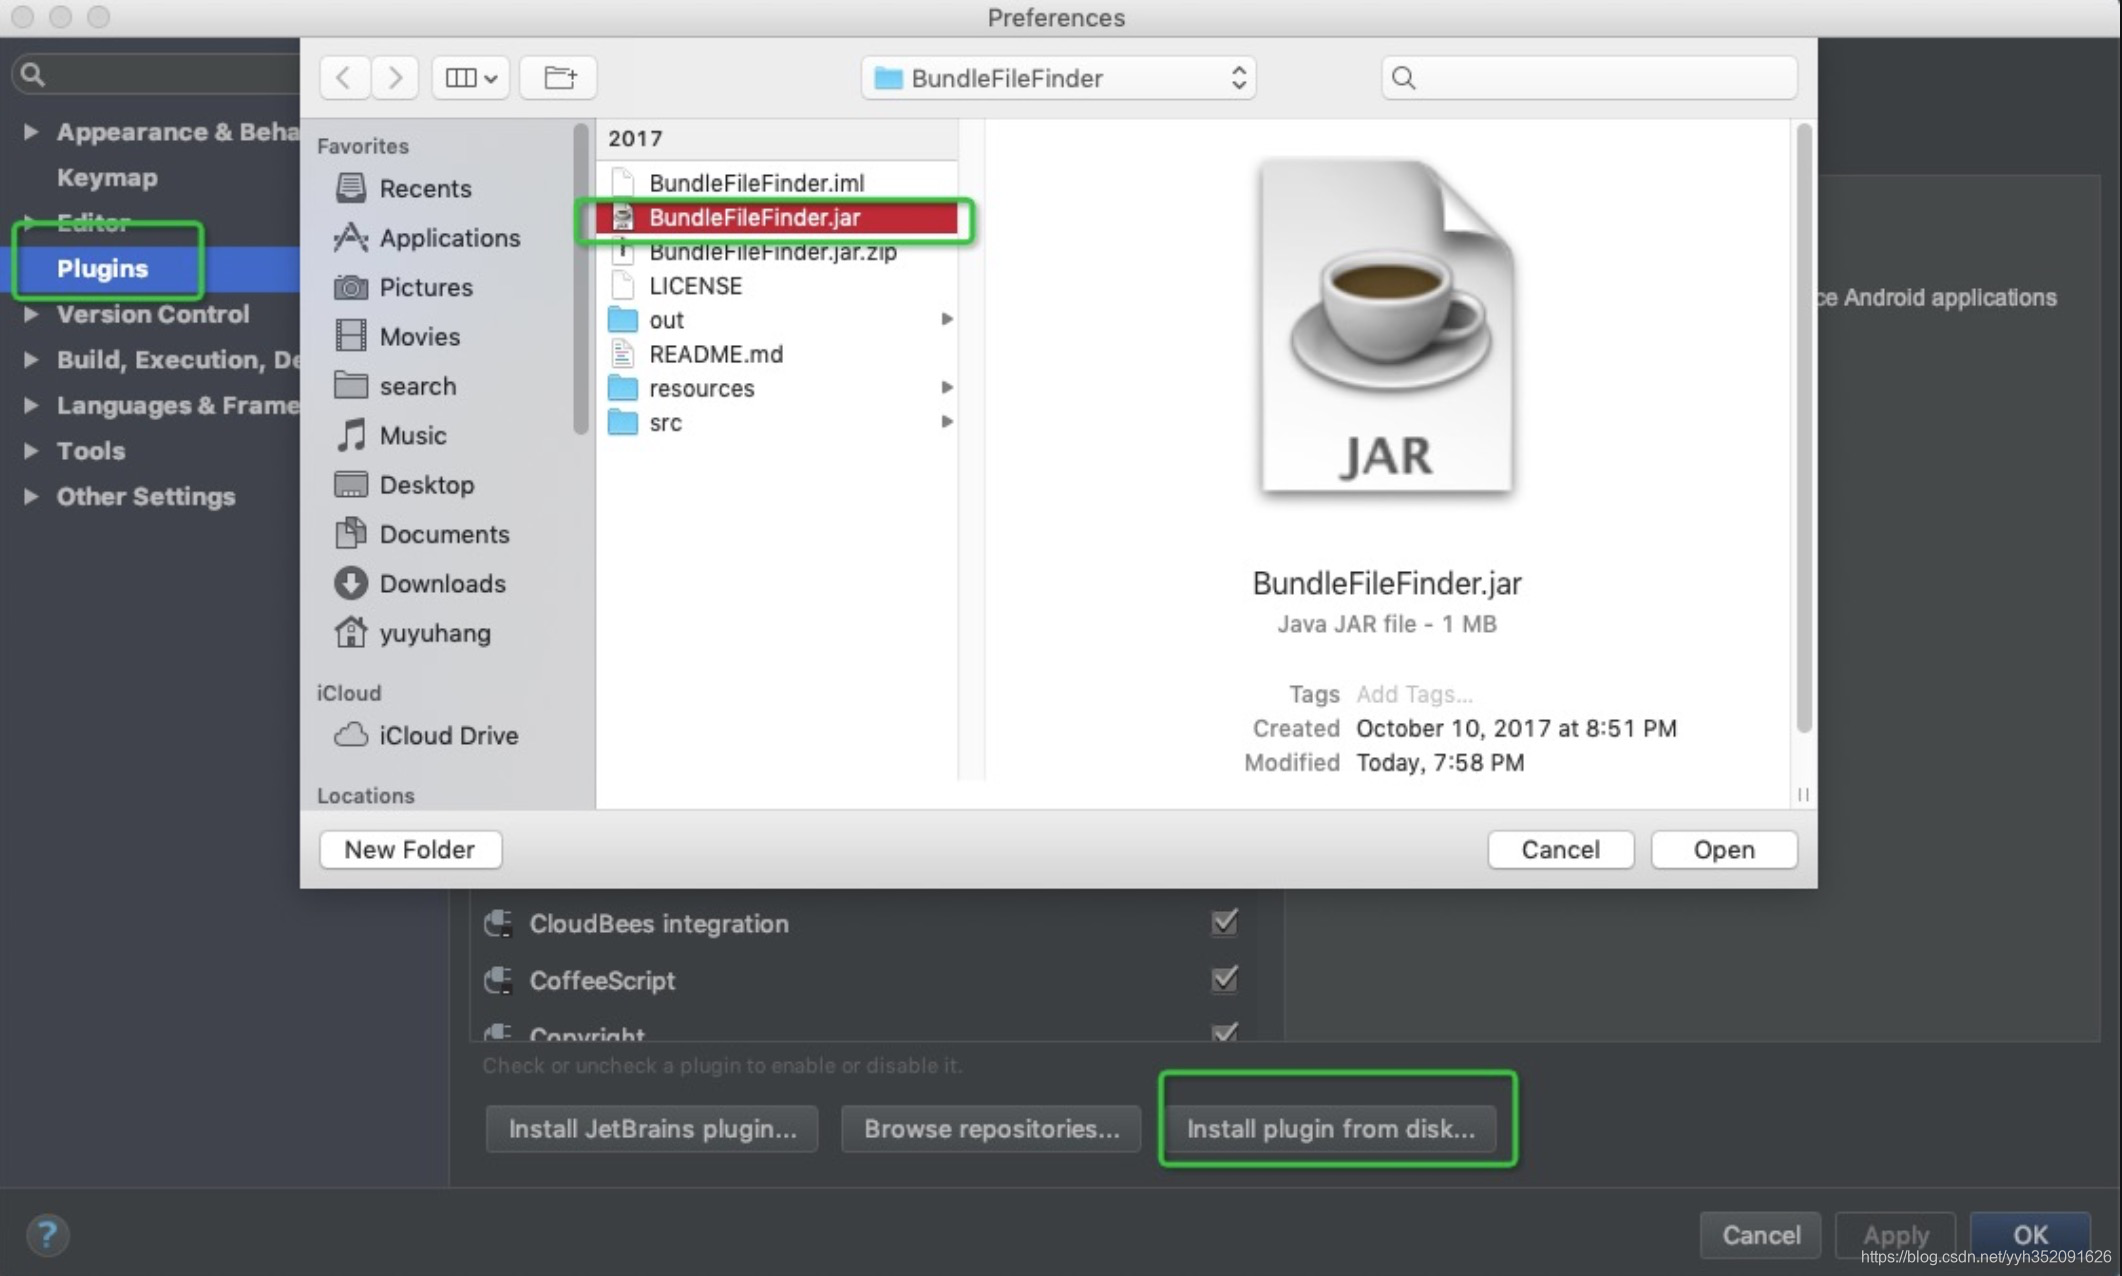 Preferences
BundleFileFinder
Appearance & Beha
Keymap
Editor
Plugins
Version Control
Build, Execution, De
Languages & Frame
Tools
Other Settings
Favorites
Recents
Applications
Pictures
Movies
search
Music
Desktop
Documents
Downloads
yuyuhang
iCloud
iCloud Drive
Locations
2017
BundleFileFinder.iml
BundleFileFinder.jar
BundleFileFinder.jar.zip
LICENSE
out
README.md
resources
src
JAR
BundleFileFinder.jar
Java JAR file - 1 MB
Tags Add Tags...
Created October 10, 2017 at 8:51 PM
Modified Today, 7:58 PM
ce Android applications
New Folder
Cancel
Open
CloudBees integration
CoffeeScript
Copyright
Check or uncheck a plugin to enable or disable it.
Install JetBrains plugin...
Browse repositories...
Install plugin from disk...
?
Cancel
Apply
OK
https://blog.csdn.net/yyh352091626